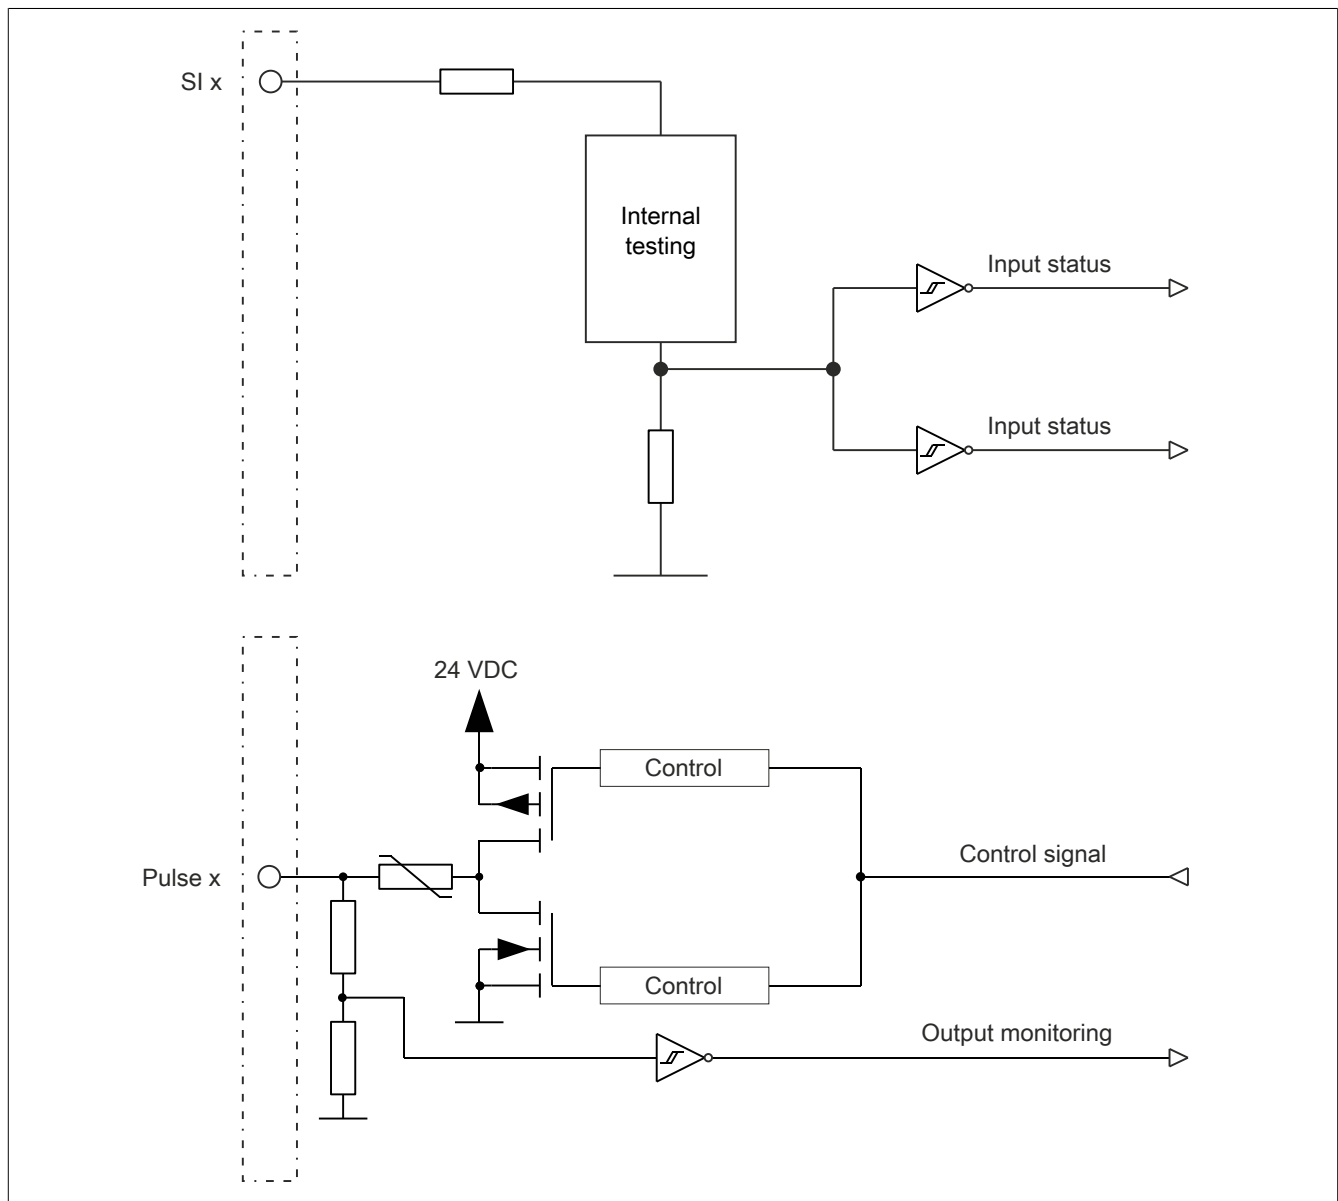 SI x
Internal
testing
Input status
Input status
24 VDC
Control
Control signal
Pulse x
Control
Output monitoring